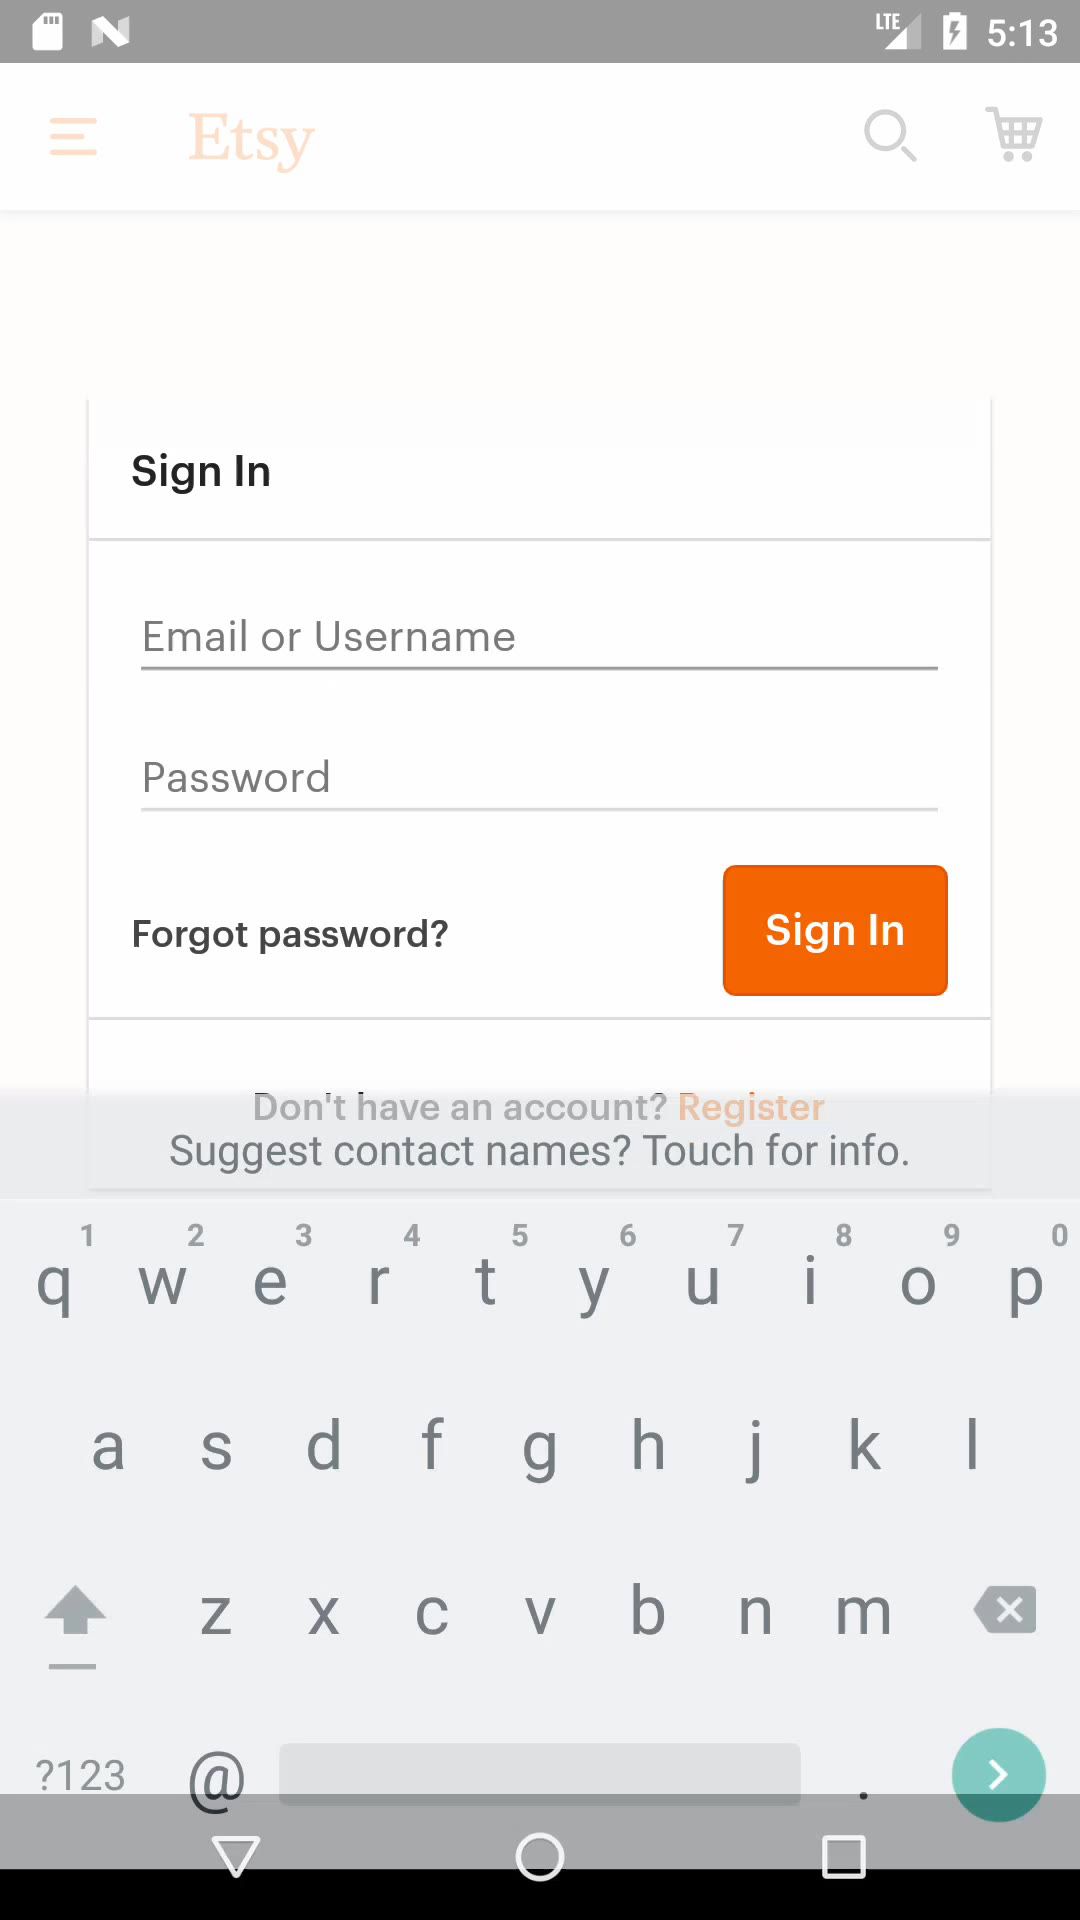 LTE 5:13
Etsy
Sign In
Email or Username
Password
Forgot password? Sign In
Don't have an account? Register
Suggest contact names? Touch for info.
1 2 3 4 5 6 7 8 9 0
q w e r t y u i o p
a s d f g h j k l
z x c v b n m
?123 @ .